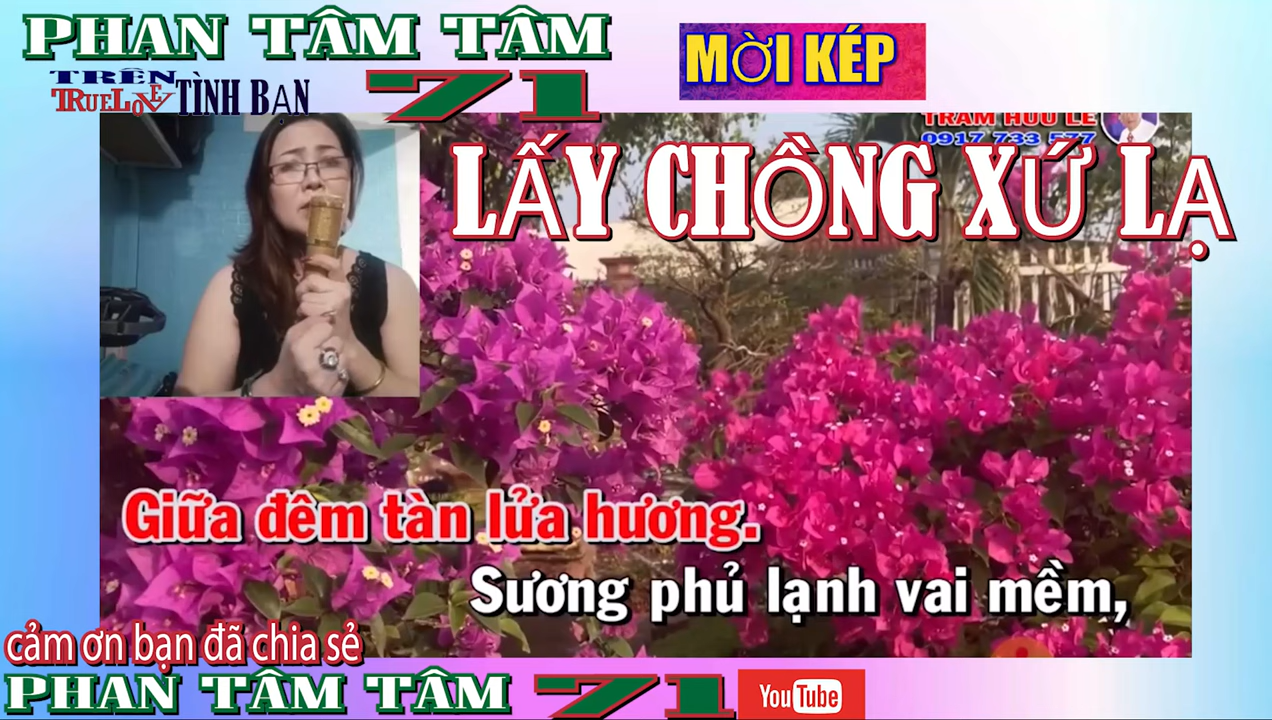 PHAN TÂM TÂM
71
MỜI KÉP
TRÊN
TRUELOVE
TÌNH BẠN
TRẦM HỮU LỄ
0917 733 577
LẤY CHỒNG XỨ LẠ
Giữa đêm tàn lửa hương.
Sương phủ lạnh vai mềm,
cảm ơn bạn đã chia sẻ
PHAN TÂM TÂM 71
YouTube